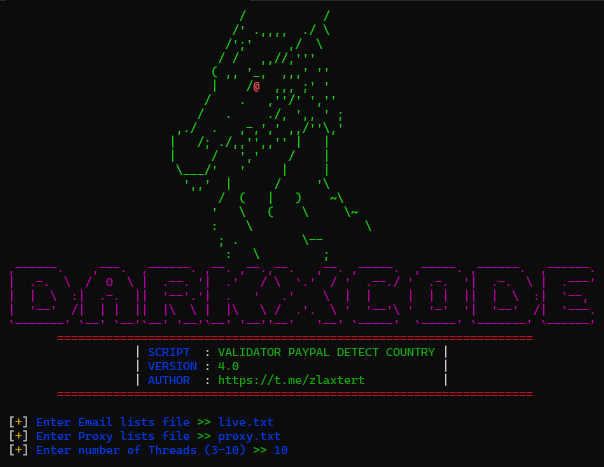 DARKXCODE
SCRIPT : VALIDATOR PAYPAL DETECT COUNTRY
VERSION : 4.0
AUTHOR : https://t.me/zlaxtert
[+] Enter Email lists file >> live.txt
[+] Enter Proxy lists file >> proxy.txt
[+] Enter number of Threads (3-10) >> 10